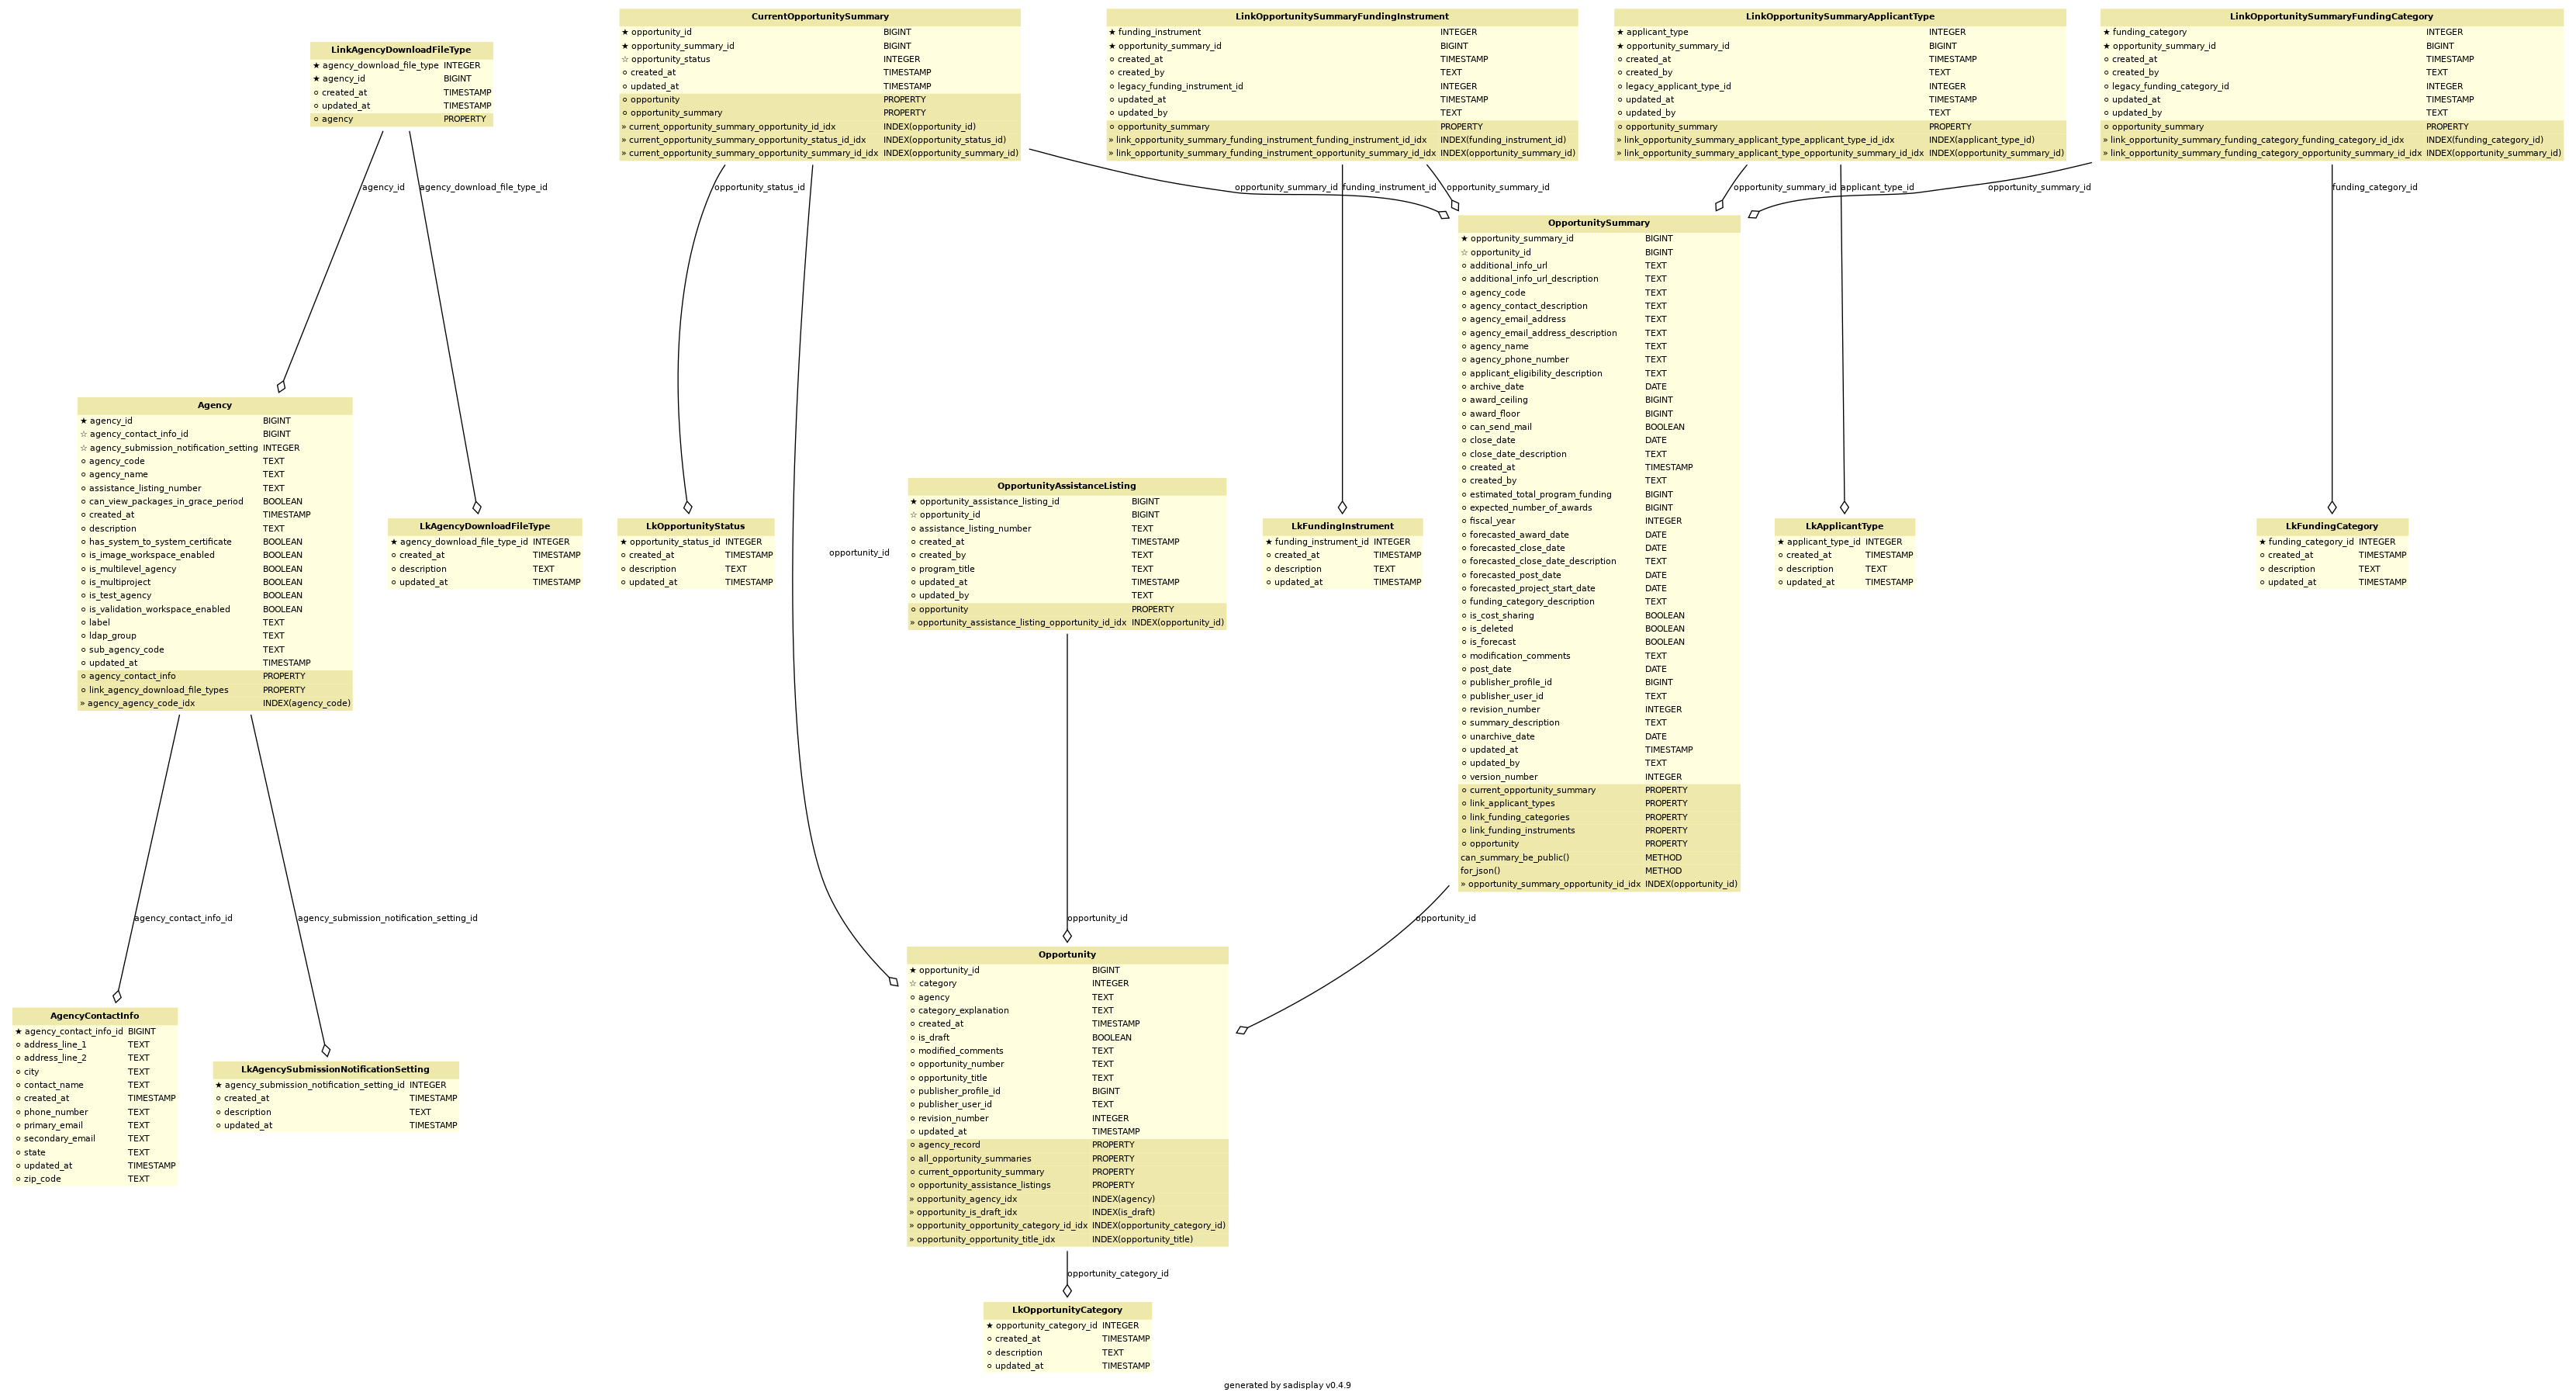 CurrentOpportunitySummary
★ opportunity_id BIGINT
★ opportunity_summary_id BIGINT
☆ opportunity_status INTEGER
⚬ created_at TIMESTAMP
⚬ updated_at TIMESTAMP
⚬ opportunity PROPERTY
⚬ opportunity_summary PROPERTY
» current_opportunity_summary_opportunity_id_idx INDEX(opportunity_id)
» current_opportunity_summary_opportunity_status_id_idx INDEX(opportunity_status_id)
» current_opportunity_summary_opportunity_summary_id_idx INDEX(opportunity_summary_id)
LinkOpportunitySummaryFundingInstrument
★ funding_instrument INTEGER
★ opportunity_summary_id BIGINT
⚬ created_at TIMESTAMP
⚬ created_by TEXT
⚬ legacy_funding_instrument_id INTEGER
⚬ updated_at TIMESTAMP
⚬ updated_by TEXT
⚬ opportunity_summary PROPERTY
» link_opportunity_summary_funding_instrument_funding_instrument_id_idx INDEX(funding_instrument_id)
» link_opportunity_summary_funding_instrument_opportunity_summary_id_idx INDEX(opportunity_summary_id)
LinkOpportunitySummaryApplicantType
★ applicant_type INTEGER
★ opportunity_summary_id BIGINT
⚬ created_at TIMESTAMP
⚬ created_by TEXT
⚬ legacy_applicant_type_id INTEGER
⚬ updated_at TIMESTAMP
⚬ updated_by TEXT
⚬ opportunity_summary PROPERTY
» link_opportunity_summary_applicant_type_applicant_type_id_idx INDEX(applicant_type_id)
» link_opportunity_summary_applicant_type_opportunity_summary_id_idx INDEX(opportunity_summary_id)
LinkOpportunitySummaryFundingCategory
★ funding_category INTEGER
★ opportunity_summary_id BIGINT
⚬ created_at TIMESTAMP
⚬ created_by TEXT
⚬ legacy_funding_category_id INTEGER
⚬ updated_at TIMESTAMP
⚬ updated_by TEXT
⚬ opportunity_summary PROPERTY
» link_opportunity_summary_funding_category_funding_category_id_idx INDEX(funding_category_id)
» link_opportunity_summary_funding_category_opportunity_summary_id_idx INDEX(opportunity_summary_id)
LinkAgencyDownloadFileType
★ agency_download_file_type INTEGER
★ agency_id BIGINT
⚬ created_at TIMESTAMP
⚬ updated_at TIMESTAMP
⚬ agency PROPERTY
agency_id
agency_download_file_type_id
opportunity_status_id
opportunity_summary_id
funding_instrument_id
opportunity_summary_id
opportunity_summary_id
applicant_type_id
opportunity_summary_id
funding_category_id
OpportunitySummary
★ opportunity_summary_id BIGINT
☆ opportunity_id BIGINT
⚬ additional_info_url TEXT
⚬ additional_info_url_description TEXT
⚬ agency_code TEXT
⚬ agency_contact_description TEXT
⚬ agency_email_address TEXT
⚬ agency_email_address_description TEXT
⚬ agency_name TEXT
⚬ agency_phone_number TEXT
⚬ applicant_eligibility_description TEXT
⚬ archive_date DATE
⚬ award_ceiling BIGINT
⚬ award_floor BIGINT
⚬ can_send_mail BOOLEAN
⚬ close_date DATE
⚬ close_date_description TEXT
⚬ created_at TIMESTAMP
⚬ created_by TEXT
⚬ estimated_total_program_funding BIGINT
⚬ expected_number_of_awards BIGINT
⚬ fiscal_year INTEGER
⚬ forecasted_award_date DATE
⚬ forecasted_close_date DATE
⚬ forecasted_close_date_description TEXT
⚬ forecasted_post_date DATE
⚬ forecasted_project_start_date DATE
⚬ funding_category_description TEXT
⚬ is_cost_sharing BOOLEAN
⚬ is_deleted BOOLEAN
⚬ is_forecast BOOLEAN
⚬ modification_comments TEXT
⚬ post_date DATE
⚬ publisher_profile_id BIGINT
⚬ publisher_user_id TEXT
⚬ revision_number INTEGER
⚬ summary_description TEXT
⚬ unarchive_date DATE
⚬ updated_at TIMESTAMP
⚬ updated_by TEXT
⚬ version_number INTEGER
⚬ current_opportunity_summary PROPERTY
⚬ link_applicant_types PROPERTY
⚬ link_funding_categories PROPERTY
⚬ link_funding_instruments PROPERTY
⚬ opportunity PROPERTY
can_summary_be_public() METHOD
for_json() METHOD
» opportunity_summary_opportunity_id_idx INDEX(opportunity_id)
Agency
★ agency_id BIGINT
☆ agency_contact_info_id BIGINT
☆ agency_submission_notification_setting INTEGER
⚬ agency_code TEXT
⚬ agency_name TEXT
⚬ assistance_listing_number TEXT
⚬ can_view_packages_in_grace_period BOOLEAN
⚬ created_at TIMESTAMP
⚬ description TEXT
⚬ has_system_to_system_certificate BOOLEAN
⚬ is_image_workspace_enabled BOOLEAN
⚬ is_multilevel_agency BOOLEAN
⚬ is_multiproject BOOLEAN
⚬ is_test_agency BOOLEAN
⚬ is_validation_workspace_enabled BOOLEAN
⚬ label TEXT
⚬ ldap_group TEXT
⚬ sub_agency_code TEXT
⚬ updated_at TIMESTAMP
⚬ agency_contact_info PROPERTY
⚬ link_agency_download_file_types PROPERTY
» agency_agency_code_idx INDEX(agency_code)
LkAgencyDownloadFileType
★ agency_download_file_type_id INTEGER
⚬ created_at TIMESTAMP
⚬ description TEXT
⚬ updated_at TIMESTAMP
LkOpportunityStatus
★ opportunity_status_id INTEGER
⚬ created_at TIMESTAMP
⚬ description TEXT
⚬ updated_at TIMESTAMP
opportunity_id
OpportunityAssistanceListing
★ opportunity_assistance_listing_id BIGINT
☆ opportunity_id BIGINT
⚬ assistance_listing_number TEXT
⚬ created_at TIMESTAMP
⚬ created_by TEXT
⚬ program_title TEXT
⚬ updated_at TIMESTAMP
⚬ updated_by TEXT
⚬ opportunity PROPERTY
» opportunity_assistance_listing_opportunity_id_idx INDEX(opportunity_id)
LkFundingInstrument
★ funding_instrument_id INTEGER
⚬ created_at TIMESTAMP
⚬ description TEXT
⚬ updated_at TIMESTAMP
LkApplicantType
★ applicant_type_id INTEGER
⚬ created_at TIMESTAMP
⚬ description TEXT
⚬ updated_at TIMESTAMP
LkFundingCategory
★ funding_category_id INTEGER
⚬ created_at TIMESTAMP
⚬ description TEXT
⚬ updated_at TIMESTAMP
agency_contact_info_id
agency_submission_notification_setting_id
opportunity_id
opportunity_id
AgencyContactInfo
★ agency_contact_info_id BIGINT
⚬ address_line_1 TEXT
⚬ address_line_2 TEXT
⚬ city TEXT
⚬ contact_name TEXT
⚬ created_at TIMESTAMP
⚬ phone_number TEXT
⚬ primary_email TEXT
⚬ secondary_email TEXT
⚬ state TEXT
⚬ updated_at TIMESTAMP
⚬ zip_code TEXT
LkAgencySubmissionNotificationSetting
★ agency_submission_notification_setting_id INTEGER
⚬ created_at TIMESTAMP
⚬ description TEXT
⚬ updated_at TIMESTAMP
Opportunity
★ opportunity_id BIGINT
☆ category INTEGER
⚬ agency TEXT
⚬ category_explanation TEXT
⚬ created_at TIMESTAMP
⚬ is_draft BOOLEAN
⚬ modified_comments TEXT
⚬ opportunity_number TEXT
⚬ opportunity_title TEXT
⚬ publisher_profile_id BIGINT
⚬ publisher_user_id TEXT
⚬ revision_number INTEGER
⚬ updated_at TIMESTAMP
⚬ agency_record PROPERTY
⚬ all_opportunity_summaries PROPERTY
⚬ current_opportunity_summary PROPERTY
⚬ opportunity_assistance_listings PROPERTY
» opportunity_agency_idx INDEX(agency)
» opportunity_is_draft_idx INDEX(is_draft)
» opportunity_opportunity_category_id_idx INDEX(opportunity_category_id)
» opportunity_opportunity_title_idx INDEX(opportunity_title)
opportunity_category_id
LkOpportunityCategory
★ opportunity_category_id INTEGER
⚬ created_at TIMESTAMP
⚬ description TEXT
⚬ updated_at TIMESTAMP
generated by sadisplay v0.4.9